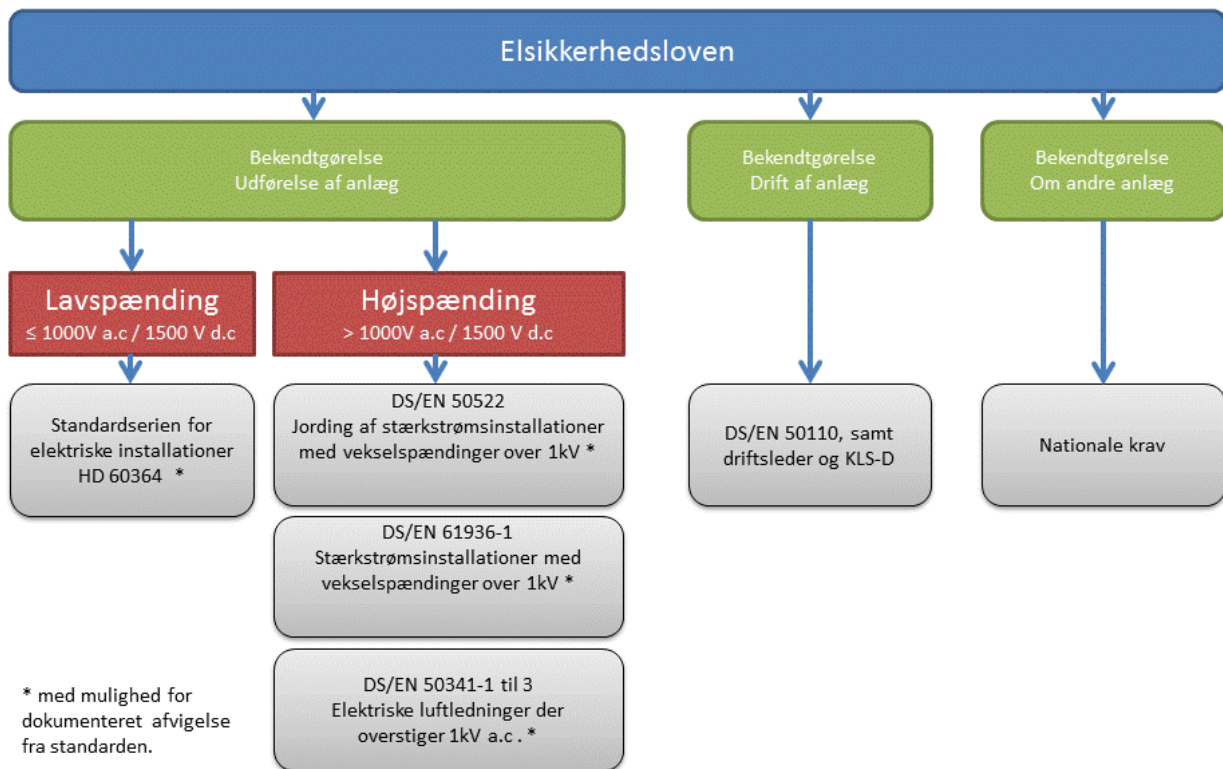 Elsikkerhedsloven
Bekendtgørelse
Udførelse af anlæg
Bekendtgørelse
Drift af anlæg
Bekendtgørelse
Om andre anlæg
Lavspænding
≤ 1000V a.c / 1500 V d.c
Højspænding
> 1000V a.c / 1500 V d.c
Standardserien for
elektriske installationer
HD 60364 *
DS/EN 50522
Jording af stærkstrømsinstallationer
med vekselspændinger over 1kV *
DS/EN 50110, samt
driftsleder og KLS-D
Nationale krav
DS/EN 61936-1
Stærkstrømsinstallationer med
vekselspændinger over 1kV *
DS/EN 50341-1 til 3
Elektriske luftledninger der
overstiger 1kV a.c . *
* med mulighed for
dokumenteret afvigelse
fra standarden.